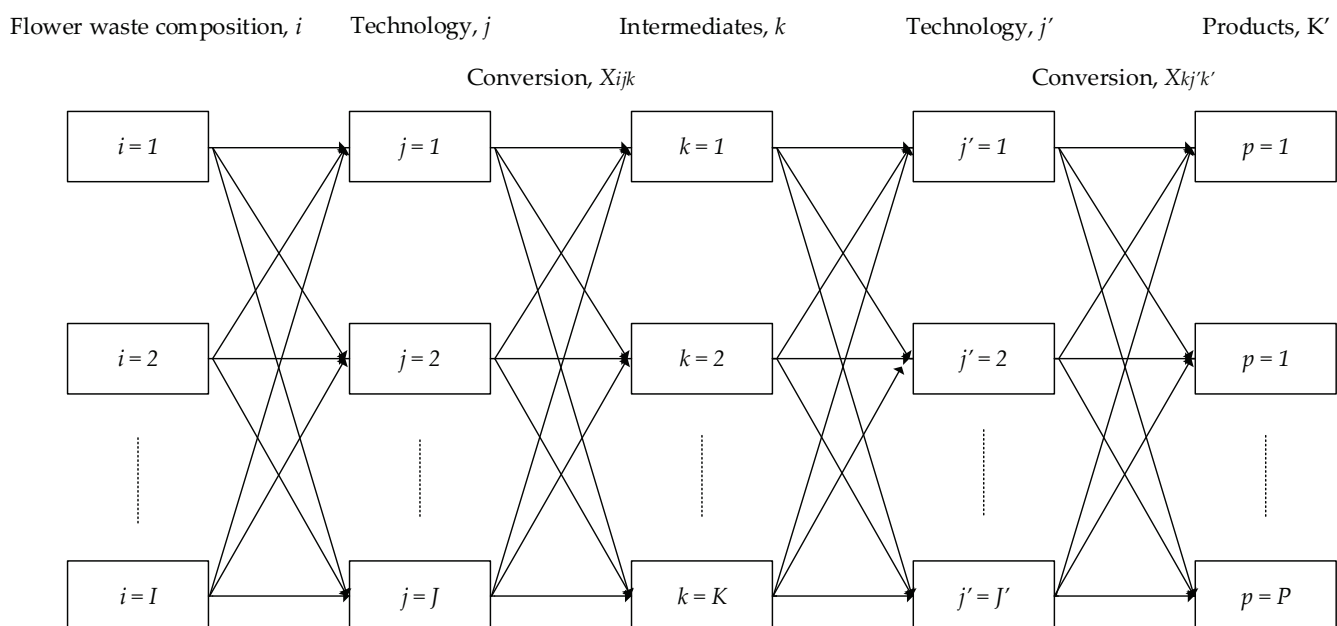 Flower waste composition, i Technology, j Intermediates, k Technology, j’ Products, K’
Conversion, Xijk Conversion, Xkj’k’
i = 1 j = 1 k = 1 j’ = 1 p = 1
i = 2 j = 2 k = 2 j’ = 2 p = 1
i = I j = J k = K j’ = J’ p = P